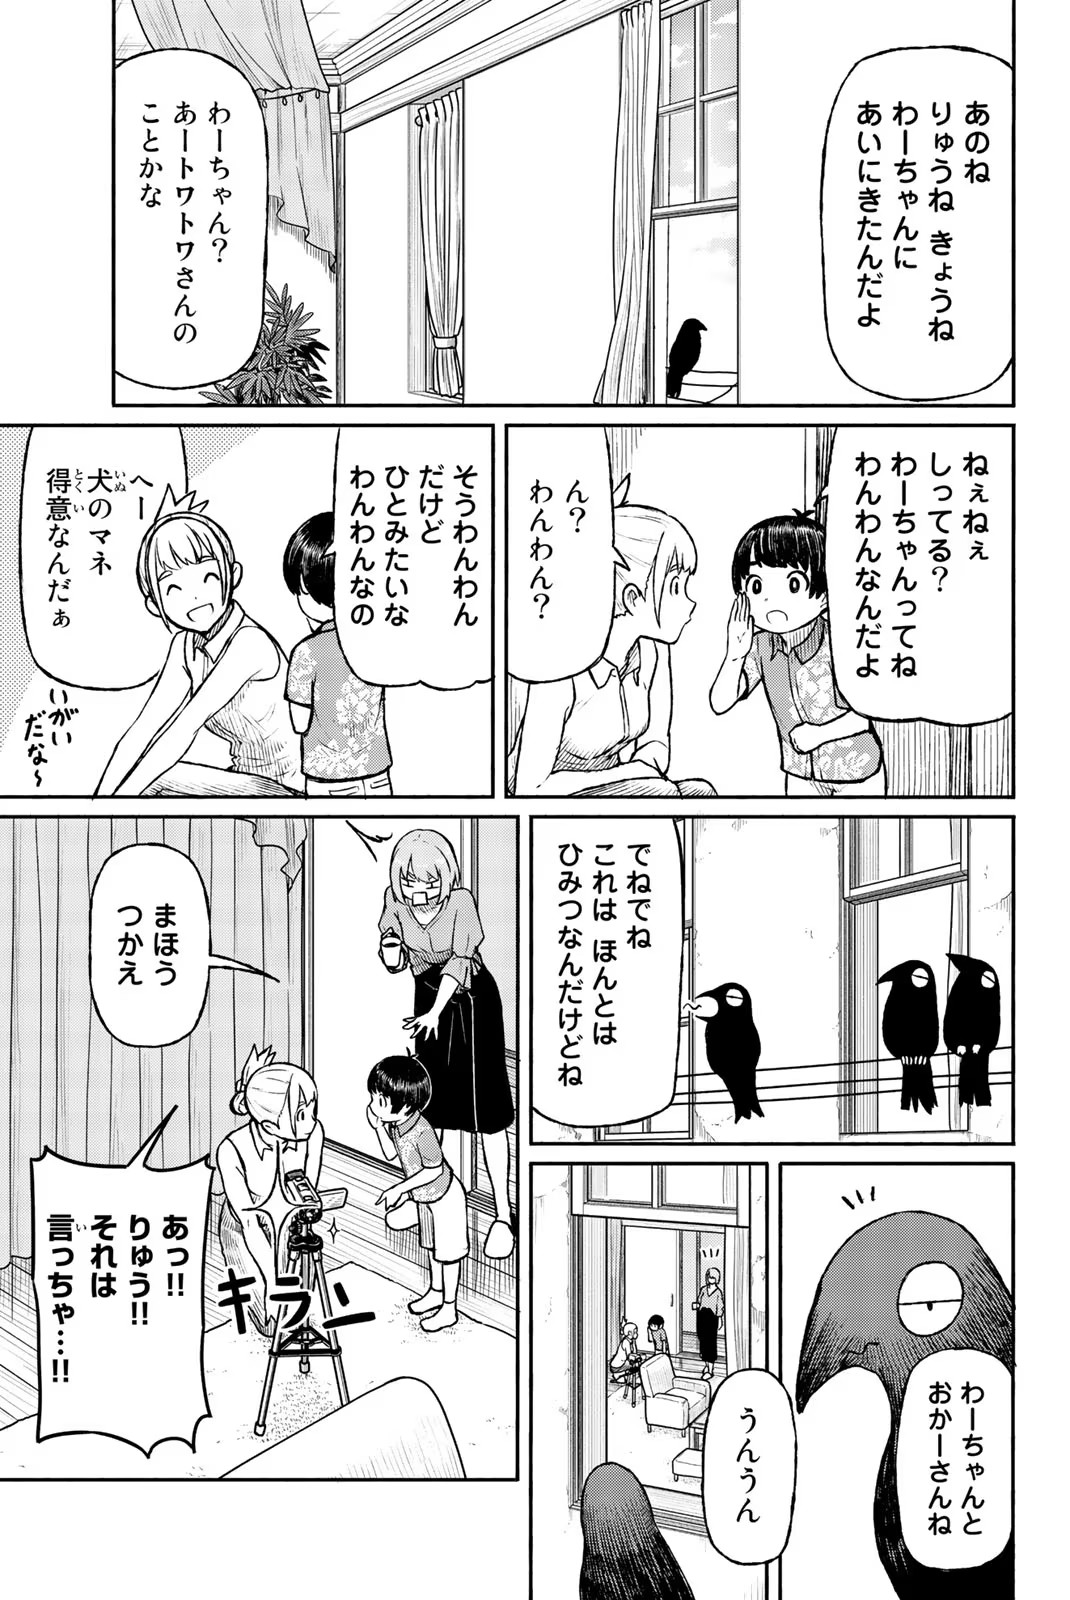 あのね
りゅうね きょうね
わーちゃんに
あいにきたんだよ
わーちゃん?
あートワトワさんの
ことかな
ねぇねぇ
しってる?
わーちゃんってね
わんわんなんだよ
ん?
わんわん?
そうわんわん
だけど
ひとみたいな
わんわんなの
へー
犬のマネ
いぬ
得意なんだぁ
とくい
いがい
だな〜
でねでね
これは ほんとは
ひみつなんだけどね
わーちゃんと
おかーさんね
うんうん
まほう
つかえ
あっ!!
りゅう!!
それは
言っちゃ…!!
い
キラン